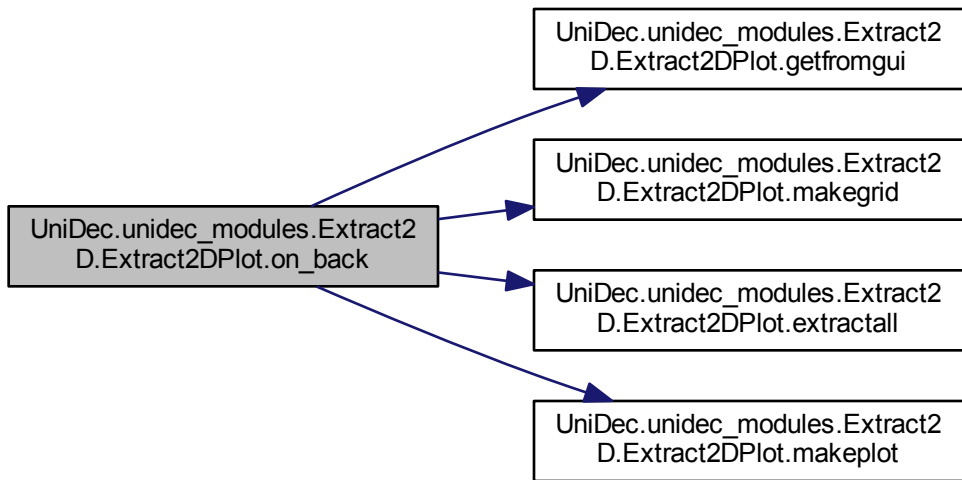 UniDec.unidec_modules.Extract2
D.Extract2DPlot.getfromgui
UniDec.unidec_modules.Extract2
D.Extract2DPlot.makegrid
UniDec.unidec_modules.Extract2
D.Extract2DPlot.on_back
UniDec.unidec_modules.Extract2
D.Extract2DPlot.extractall
UniDec.unidec_modules.Extract2
D.Extract2DPlot.makeplot